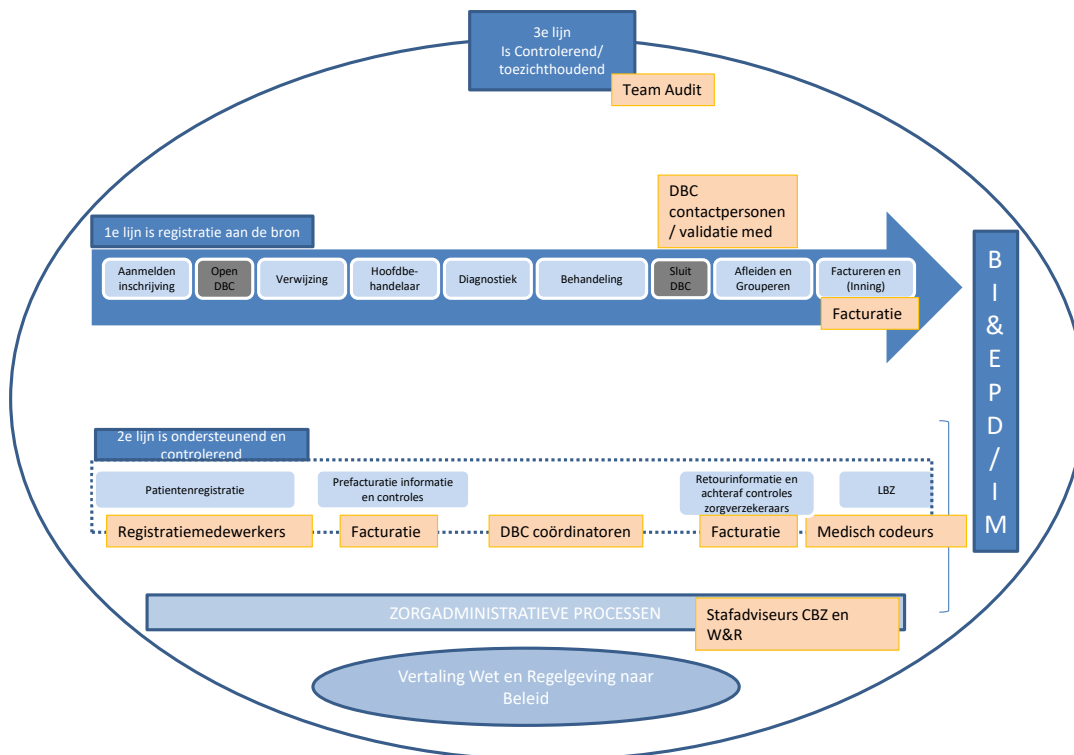 3e lijn
Is Controlerend/
toezichthoudend
Team Audit
DBC
contactpersonen
/ validatie med
1e lijn is registratie aan de bron
Aanmelden
inschrijving
Open
DBC
Verwijzing
Hoofdbe-
handelaar
Diagnostiek
Behandeling
Sluit
DBC
Afleiden en
Grouperen
Factureren en
(Inning)
Facturatie
BI&EPD/IM
2e lijn is ondersteunend en
controlerend
Patientenregistratie
Prefacturatie informatie
en controles
Retourinformatie en
achteraf controles
zorgverzekeraars
LBZ
Registratiemedewerkers
Facturatie
DBC coördinatoren
Facturatie
Medisch codeurs
ZORGADMINISTRATIEVE PROCESSEN
Stafadviseurs CBZ en
W&R
Vertaling Wet en Regelgeving naar
Beleid